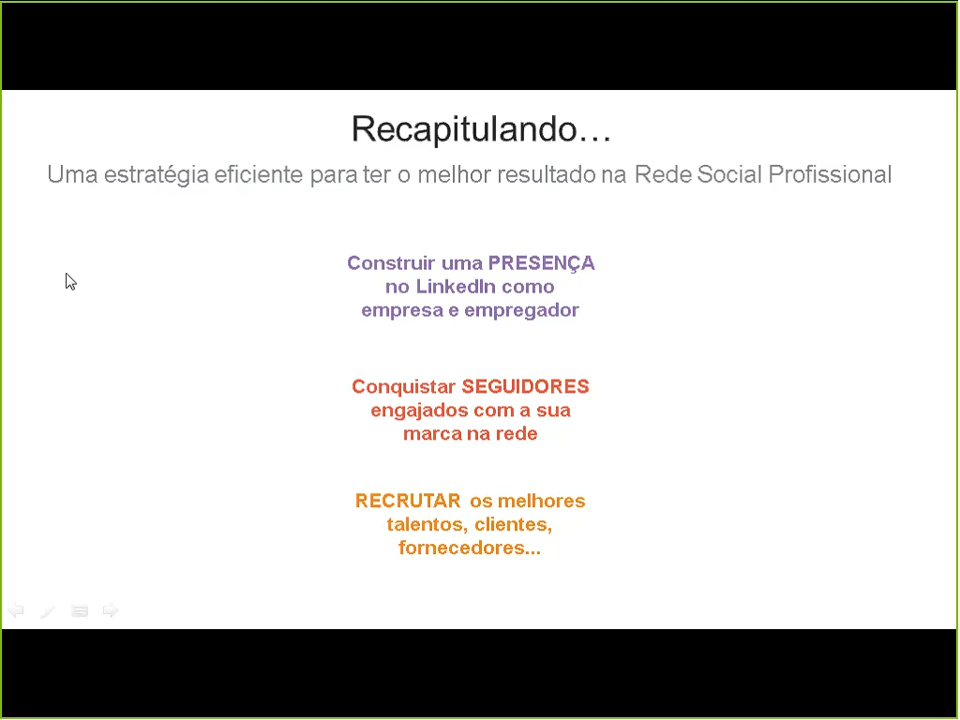 Recapitulando...
Uma estratégia eficiente para ter o melhor resultado na Rede Social Profissional
Construir uma PRESENÇA
no LinkedIn como
empresa e empregador
Conquistar SEGUIDORES
engajados com a sua
marca na rede
RECRUTAR os melhores
talentos, clientes,
fornecedores...